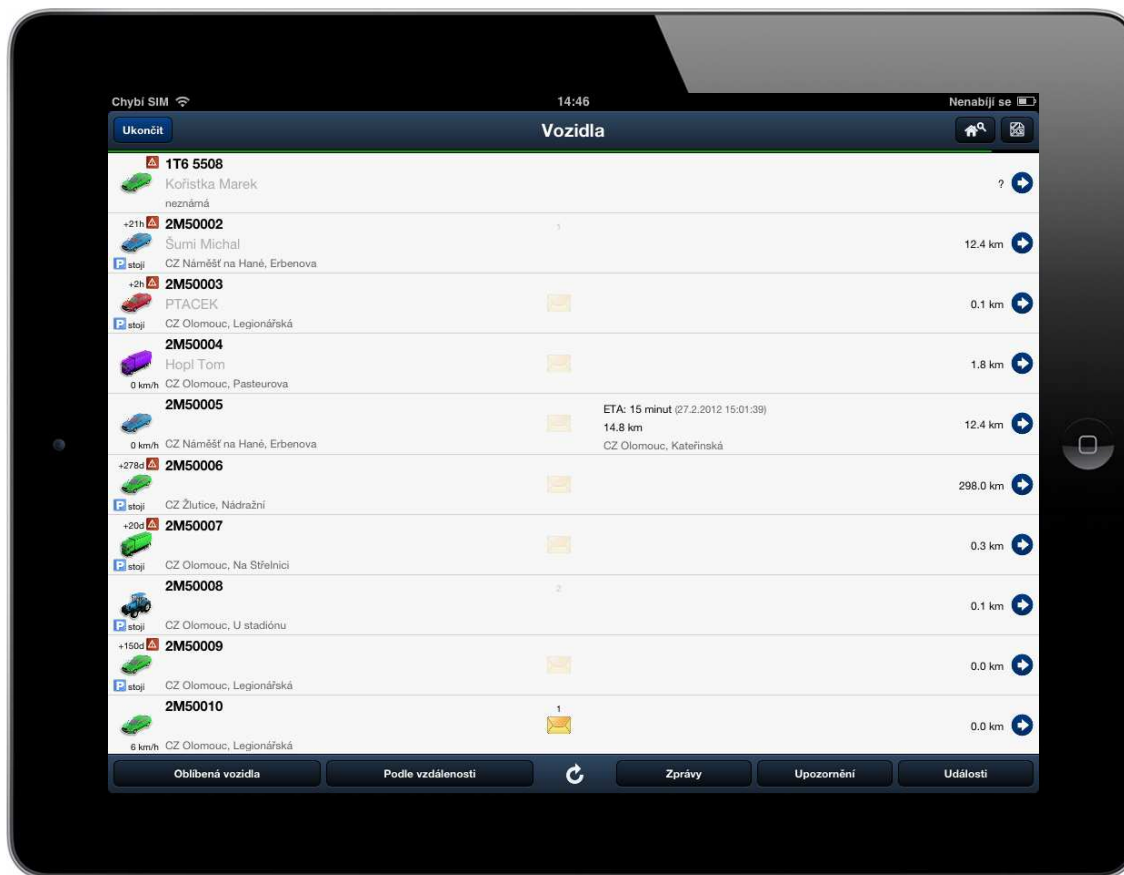 Chybí SIM 14:46 Nenabíjí se
Ukončit Vozidla
1T6 5508
Kořistka Marek ?
neznámá
+21h 2M50002 1
Šumi Michal 12.4 km
P stojí CZ Náměšť na Hané, Erbenova
+2h 2M50003
PTACEK 0.1 km
P stojí CZ Olomouc, Legionářská
2M50004
Hopl Tom 1.8 km
0 km/h CZ Olomouc, Pasteurova
2M50005 ETA: 15 minut (27.2.2012 15:01:39)
14.8 km 12.4 km
0 km/h CZ Náměšť na Hané, Erbenova CZ Olomouc, Kateřinská
+278d 2M50006
298.0 km
P stojí CZ Žlutice, Nádražní
+20d 2M50007
0.3 km
P stojí CZ Olomouc, Na Střelnici
2M50008 2
0.1 km
P stojí CZ Olomouc, U stadiónu
+150d 2M50009
0.0 km
P stojí CZ Olomouc, Legionářská
2M50010 1
0.0 km
6 km/h CZ Olomouc, Legionářská
Oblíbená vozidla Podle vzdálenosti Zprávy Upozornění Události